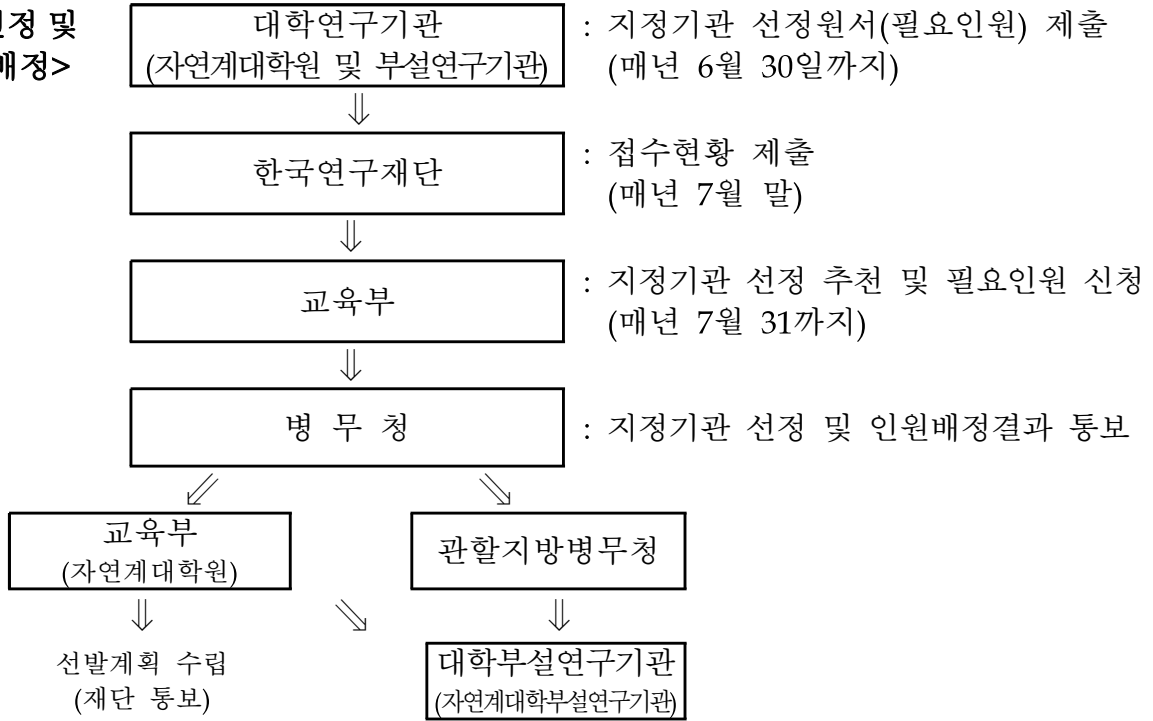 정 및
배정>
대학연구기관
(자연계대학원 및 부설연구기관)
: 지정기관 선정원서(필요인원) 제출
(매년 6월 30일까지)
⇓
한국연구재단
: 접수현황 제출
(매년 7월 말)
⇓
교육부
: 지정기관 선정 추천 및 필요인원 신청
(매년 7월 31까지)
⇓
병 무 청
: 지정기관 선정 및 인원배정결과 통보
교육부
(자연계대학원)
관할지방병무청
⇓
⇓
선발계획 수립
(재단 통보)
대학부설연구기관
(자연계대학부설연구기관)